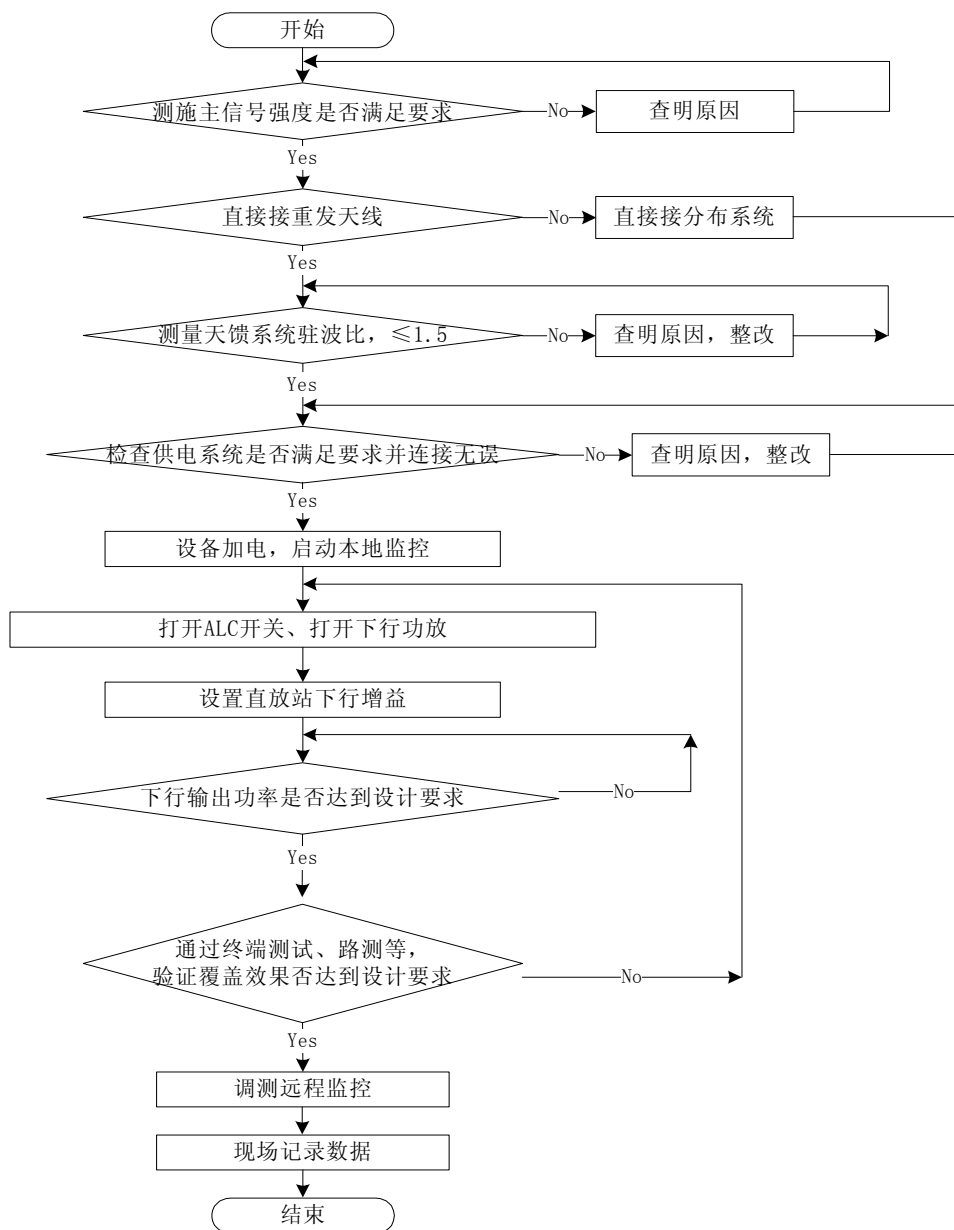 开始
测施主信号强度是否满足要求
No
查明原因
Yes
直接接重发天线
No
直接接分布系统
Yes
测量天馈系统驻波比，≤1.5
No
查明原因，整改
Yes
检查供电系统是否满足要求并连接无误
No
查明原因，整改
Yes
设备加电，启动本地监控
打开ALC开关、打开下行功放
设置直放站下行增益
下行输出功率是否达到设计要求
No
Yes
通过终端测试、路测等，
验证覆盖效果否达到设计要求
No
Yes
调测远程监控
现场记录数据
结束